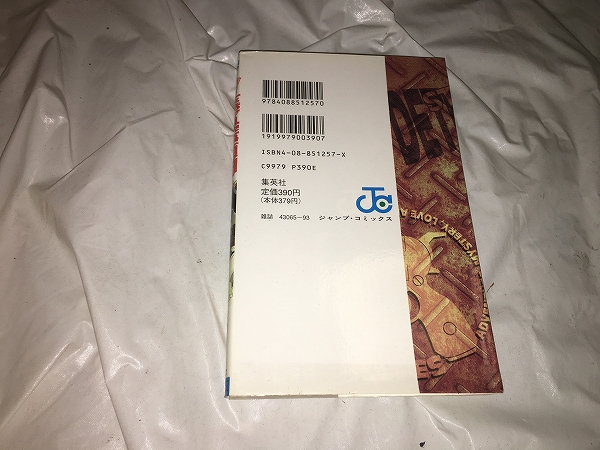 9784088512570
1919979003907
ISBN4-08-851257-X
C9979 P390E
集英社
定価390円
(本体379円)
雑誌 43065-93
ジャンプ・コミックス
JC
MYSTERY, LOVE